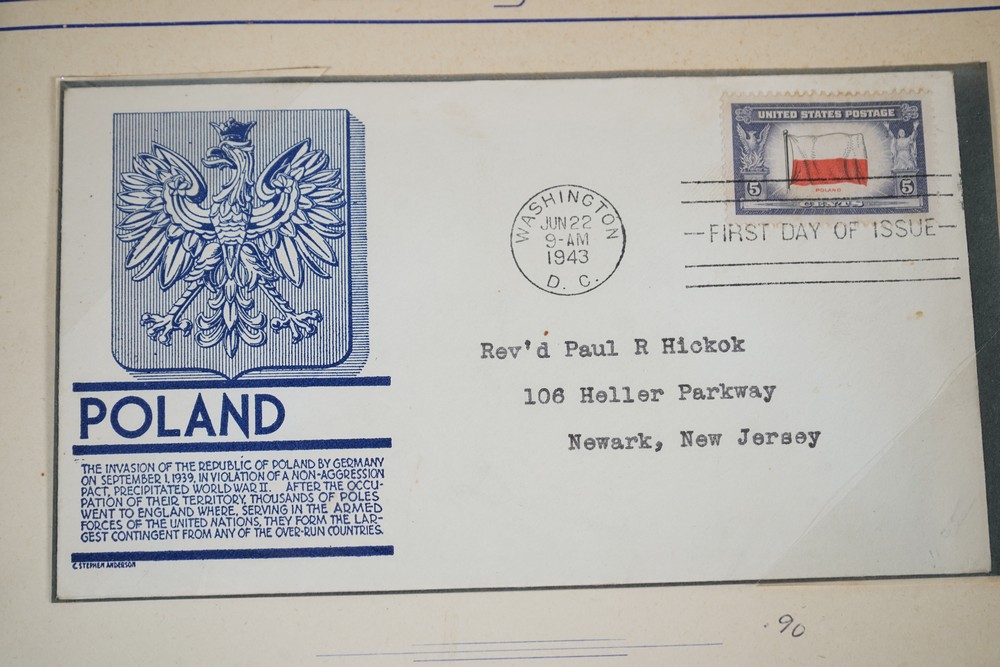 UNITED STATES POSTAGE
POLAND
5 5
CENTS
WASHINGTON
JUN 22
9-AM
1943
D. C.
FIRST DAY OF ISSUE
Rev'd Paul R Hickok
106 Heller Parkway
Newark, New Jersey
POLAND
THE INVASION OF THE REPUBLIC OF POLAND BY GERMANY
ON SEPTEMBER 1, 1939, IN VIOLATION OF A NON-AGGRESSION
PACT, PRECIPITATED WORLD WAR II. AFTER THE OCCU-
PATION OF THEIR TERRITORY, THOUSANDS OF POLES
WENT TO ENGLAND WHERE, SERVING IN THE ARMED
FORCES OF THE UNITED NATIONS, THEY FORM THE LAR-
GEST CONTINGENT FROM ANY OF THE OVER-RUN COUNTRIES.
C. STEPHEN ANDERSON
.90